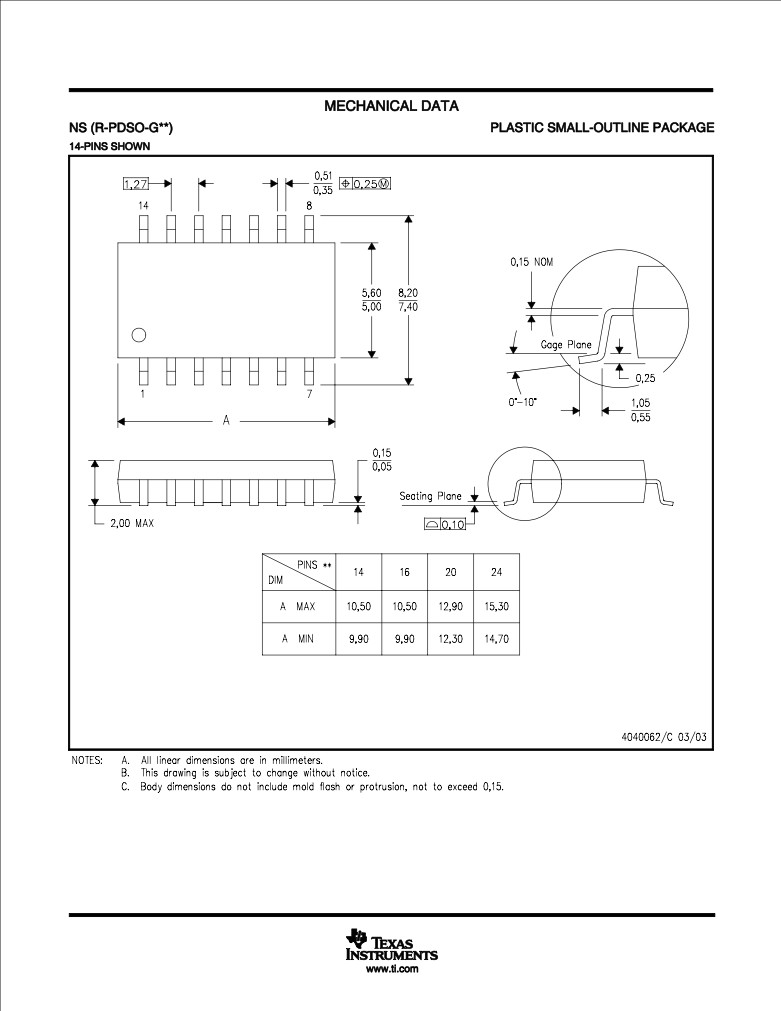 MECHANICAL DATA
NS (R-PDSO-G**) PLASTIC SMALL-OUTLINE PACKAGE
14-PINS SHOWN
1,27
0,51
0,35
⌖ 0,25 Ⓜ
14 8
5,60
5,00
8,20
7,40
1 7
A
0,15 NOM
Gage Plane
0,25
0°–10°
1,05
0,55
0,15
0,05
2,00 MAX
Seating Plane
⌓ 0,10
PINS **
DIM
14 16 20 24
A MAX 10,50 10,50 12,90 15,30
A MIN 9,90 9,90 12,30 14,70
4040062/C 03/03
NOTES: A. All linear dimensions are in millimeters.
B. This drawing is subject to change without notice.
C. Body dimensions do not include mold flash or protrusion, not to exceed 0,15.
TEXAS
INSTRUMENTS
www.ti.com